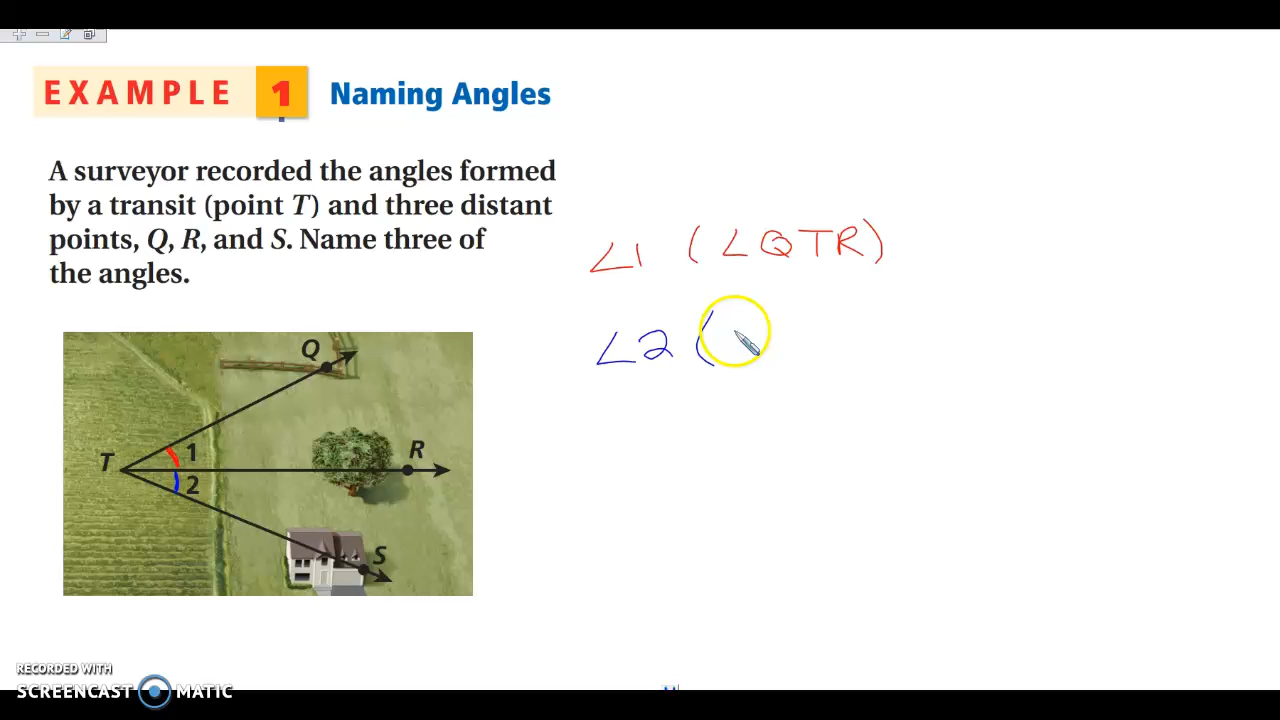 EXAMPLE 1 Naming Angles
A surveyor recorded the angles formed
by a transit (point T) and three distant
points, Q, R, and S. Name three of
the angles.
∠1 (∠QTR)
∠2 (
Q
R
T
1
2
S
RECORDED WITH
SCREENCAST MATIC